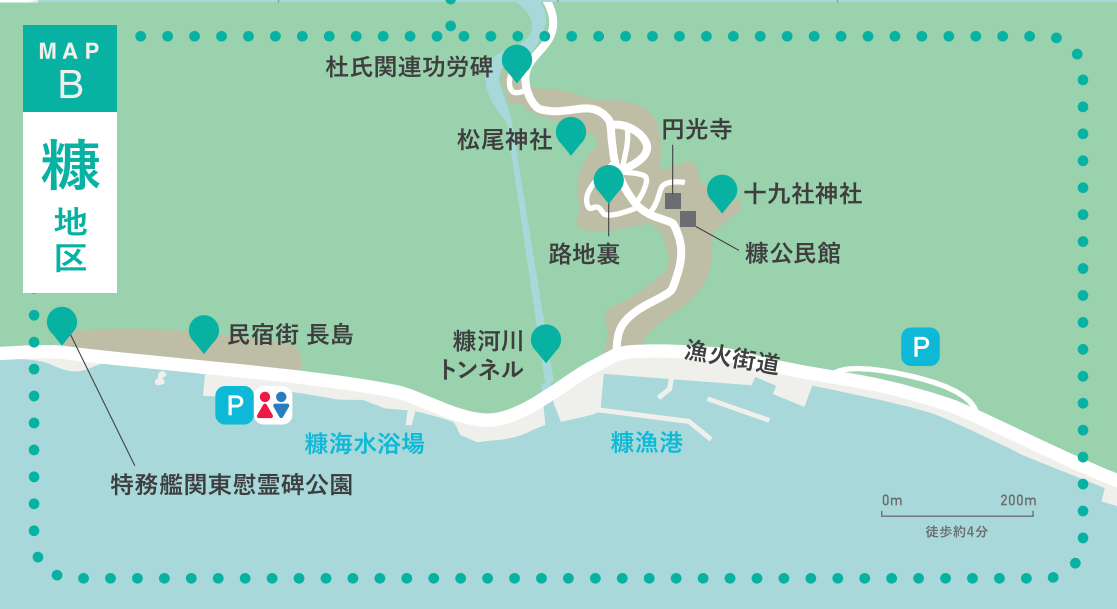 MAP
B
糠
地
区
杜氏関連功労碑
松尾神社
円光寺
十九社神社
路地裏
糠公民館
民宿街 長島
糠河川
トンネル
漁火街道
P
P
糠海水浴場
糠漁港
特務艦関東慰霊碑公園
0m
200m
徒歩約4分